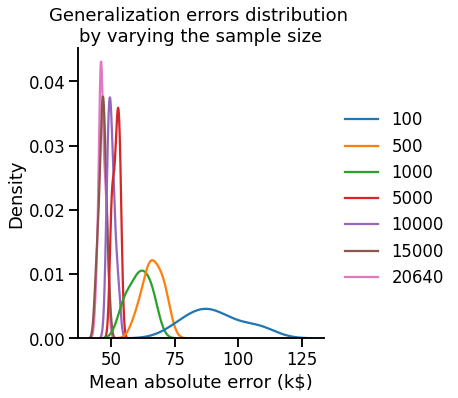 Generalization errors distribution
by varying the sample size
0.04
0.03
0.02
0.01
0.00
Density
50 75 100 125
Mean absolute error (k$)
100
500
1000
5000
10000
15000
20640